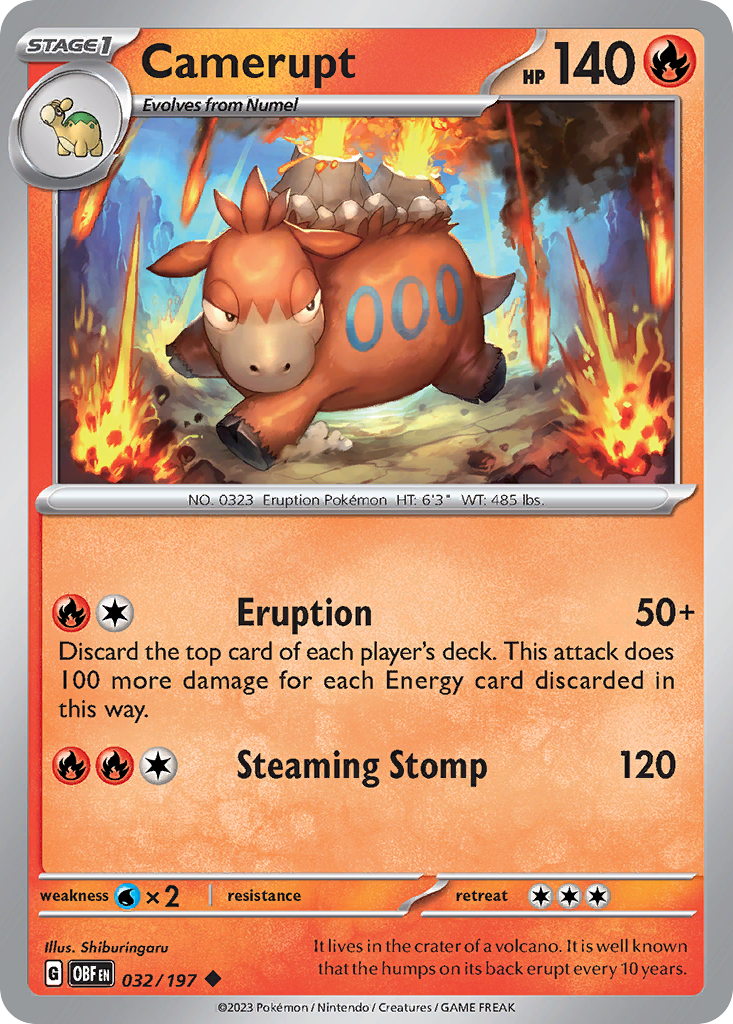 STAGE1
Camerupt
HP 140
Evolves from Numel
NO. 0323 Eruption Pokémon HT: 6'3" WT: 485 lbs.
Eruption 50+
Discard the top card of each player's deck. This attack does
100 more damage for each Energy card discarded in
this way.
Steaming Stomp 120
weakness ×2 resistance retreat
Illus. Shiburingaru
It lives in the crater of a volcano. It is well known
that the humps on its back erupt every 10 years.
G OBF EN 032/197
©2023 Pokémon / Nintendo / Creatures / GAME FREAK